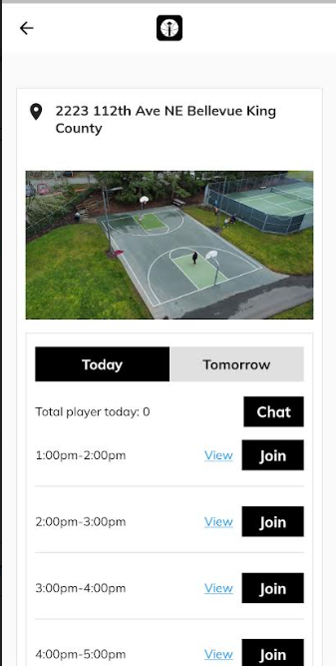 2223 112th Ave NE Bellevue King
County
Today Tomorrow
Total player today: 0 Chat
1:00pm-2:00pm View Join
2:00pm-3:00pm View Join
3:00pm-4:00pm View Join
4:00pm-5:00pm View Join